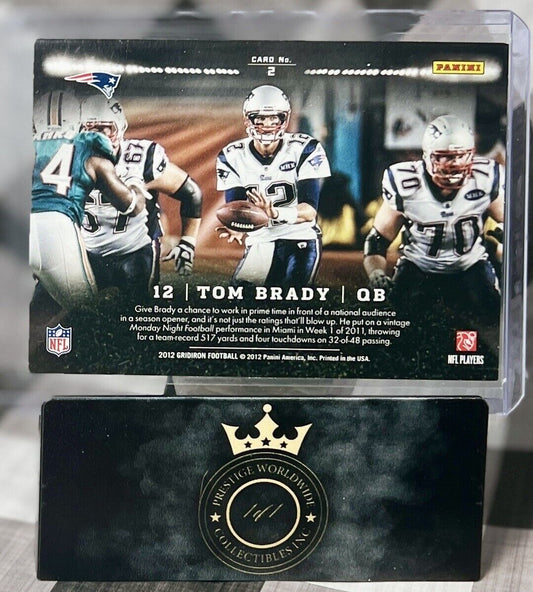 CARD No.
2
PANINI
4
67
12
70
MHK
12 | TOM BRADY | QB
Give Brady a chance to work in prime time in front of a national audience
in a season opener, and it's not just the ratings that'll blow up. He put on a vintage
Monday Night Football performance in Miami in Week 1 of 2011, throwing
for a team-record 517 yards and four touchdowns on 32-of-48 passing.
NFL
NFL PLAYERS
2012 GRIDIRON FOOTBALL © 2012 Panini America, Inc. Printed in the USA.
PRESTIGE WORLDWIDE
1of1
COLLECTIBLES INC